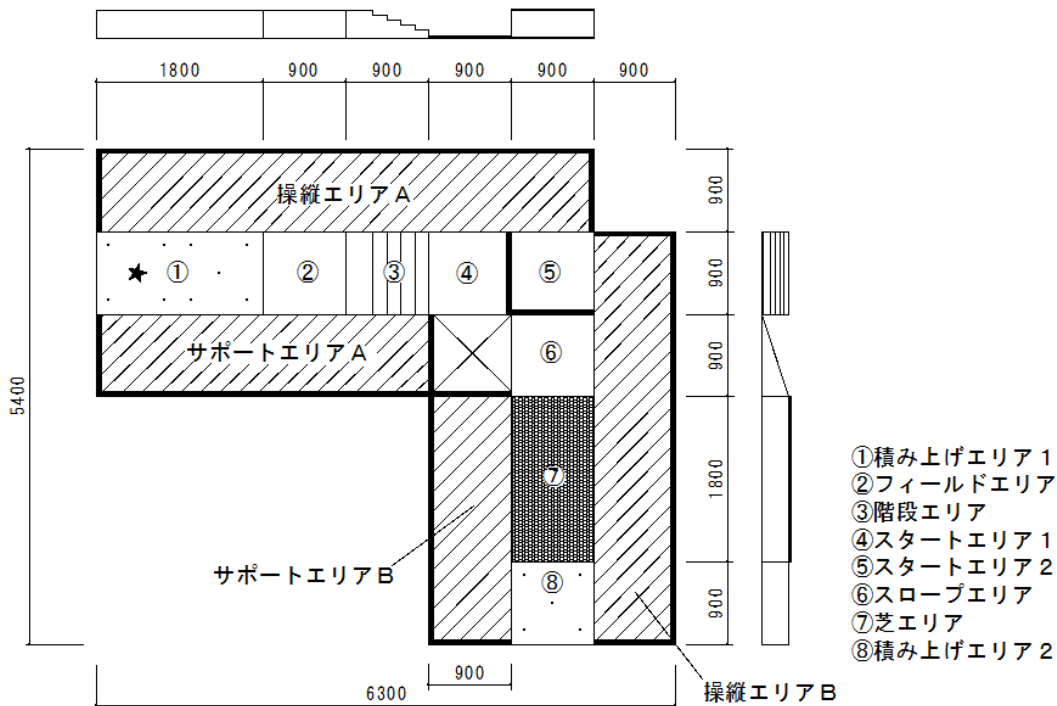 1800
900
900
900
900
900
操縦エリアA
900
①
②
③
④
⑤
900
サポートエリアA
⑥
900
5400
⑦
1800
サポートエリアB
⑧
900
900
6300
操縦エリアB
①積み上げエリア1
②フィールドエリア
③階段エリア
④スタートエリア1
⑤スタートエリア2
⑥スロープエリア
⑦芝エリア
⑧積み上げエリア2